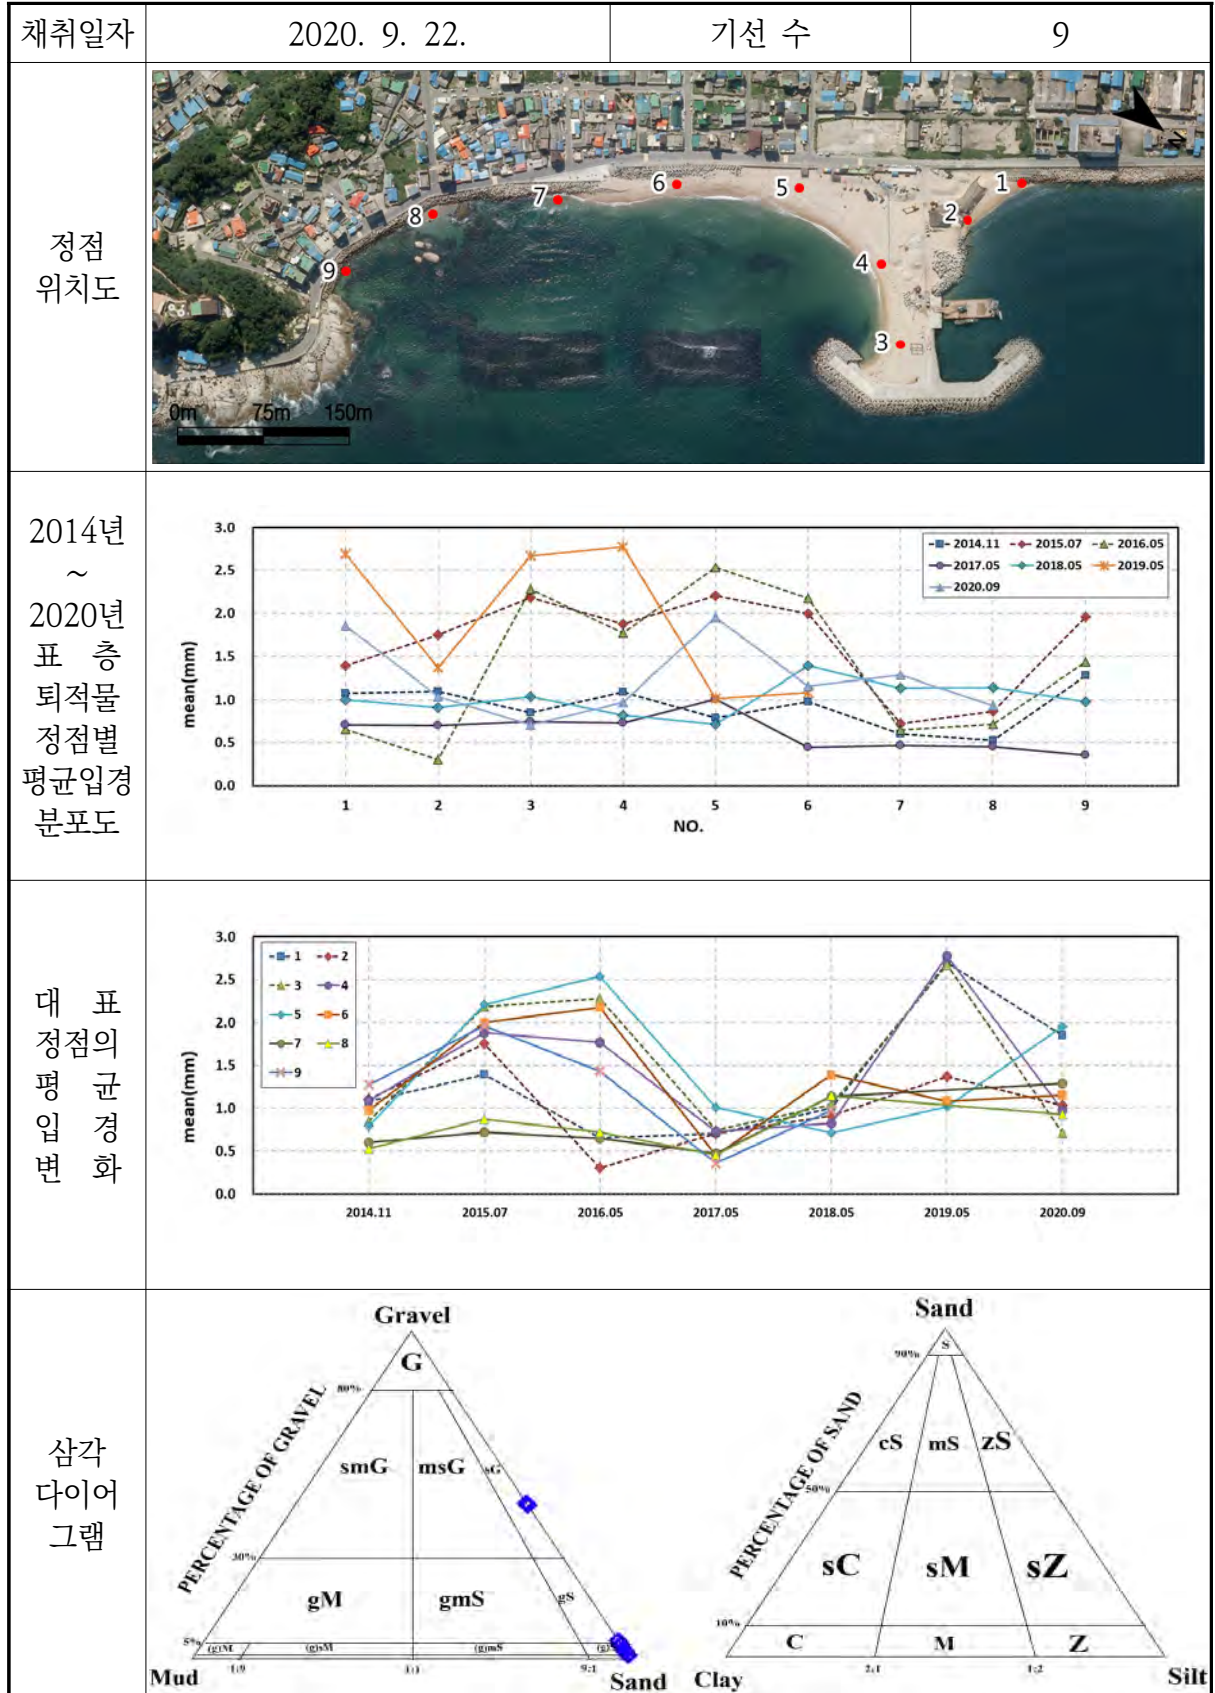 채취일자 2020. 9. 22. 기선 수 9
정점
위치도
1
2
3
4
5
6
7
8
9
N
0m 75m 150m
2014년
~
2020년
표 층
퇴적물
정점별
평균입경
분포도
3.0
2.5
2.0
1.5
1.0
0.5
0.0
mean(mm)
2014.11 2015.07 2016.05
2017.05 2018.05 2019.05
2020.09
1 2 3 4 5 6 7 8 9
NO.
대 표
정점의
평 균
입 경
변 화
3.0
2.5
2.0
1.5
1.0
0.5
0.0
mean(mm)
1 2
3 4
5 6
7 8
9
2014.11 2015.07 2016.05 2017.05 2018.05 2019.05 2020.09
삼각
다이어
그램
Gravel
G
80%
PERCENTAGE OF GRAVEL
smG msG sG
30%
gM gmS gS
5%
(g)M (g)sM (g)mS
1:9 1:1 9:1
Mud Sand
Sand
S
90%
PERCENTAGE OF SAND
cS mS zS
50%
sC sM sZ
10%
C M Z
2:1 1:2
Clay Silt